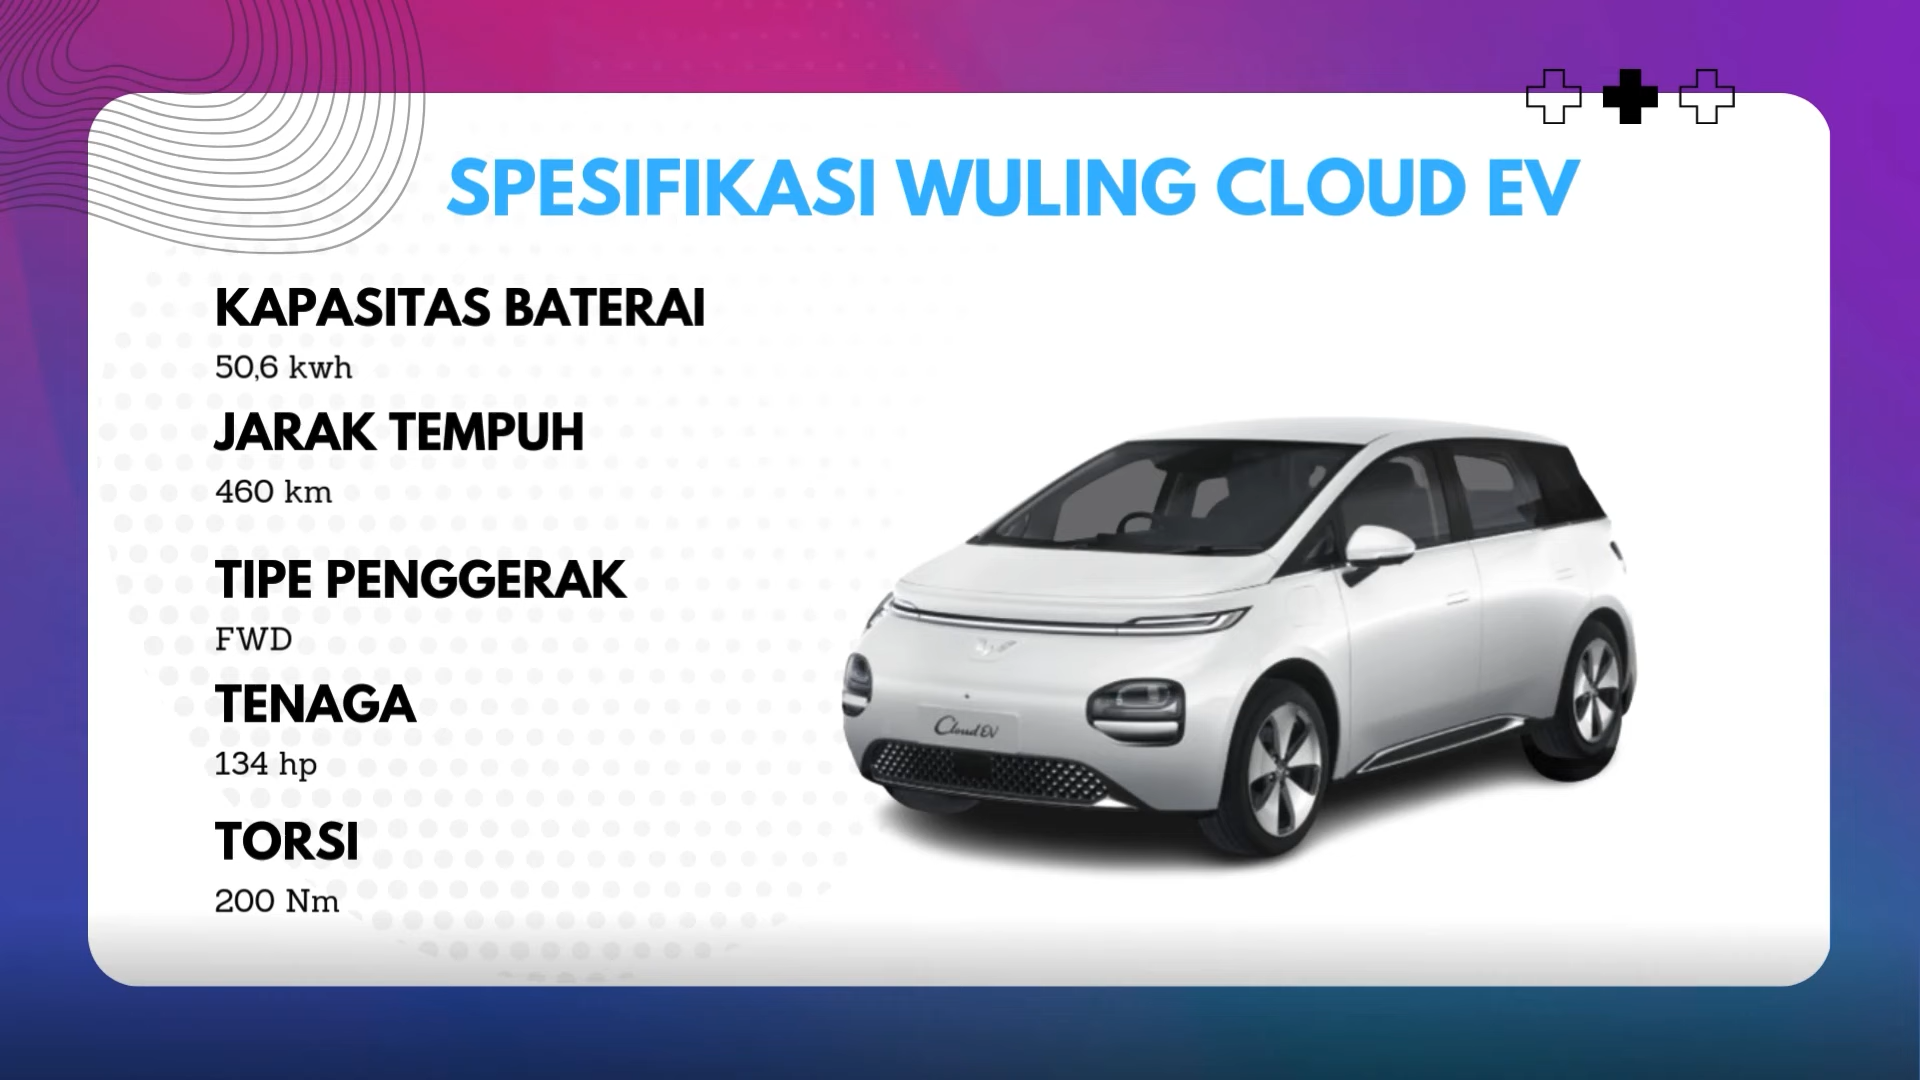 SPESIFIKASI WULING CLOUD EV
KAPASITAS BATERAI
50,6 kwh
JARAK TEMPUH
460 km
TIPE PENGGERAK
FWD
TENAGA
134 hp
TORSI
200 Nm
Cloud EV